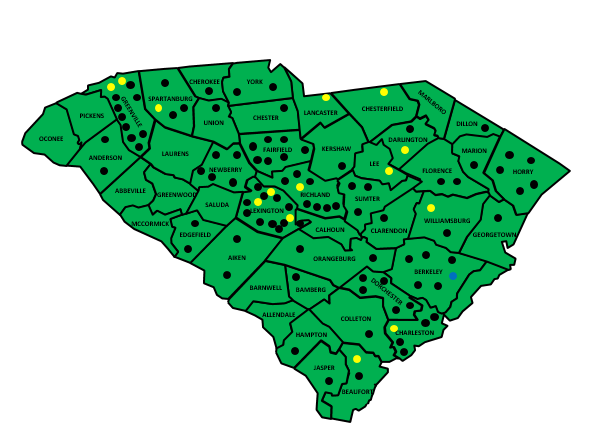 CHEROKEE
YORK
SPARTANBURG
GREENVILLE
PICKENS
OCONEE
ANDERSON
UNION
CHESTER
LANCASTER
CHESTERFIELD
MARLBORO
DILLON
DARLINGTON
MARION
HORRY
LAURENS
FAIRFIELD
KERSHAW
LEE
FLORENCE
NEWBERRY
ABBEVILLE
GREENWOOD
SALUDA
LEXINGTON
RICHLAND
SUMTER
MCCORMICK
EDGEFIELD
CALHOUN
CLARENDON
WILLIAMSBURG
GEORGETOWN
AIKEN
ORANGEBURG
BERKELEY
BARNWELL
BAMBERG
DORCHESTER
ALLENDALE
COLLETON
CHARLESTON
HAMPTON
JASPER
BEAUFORT